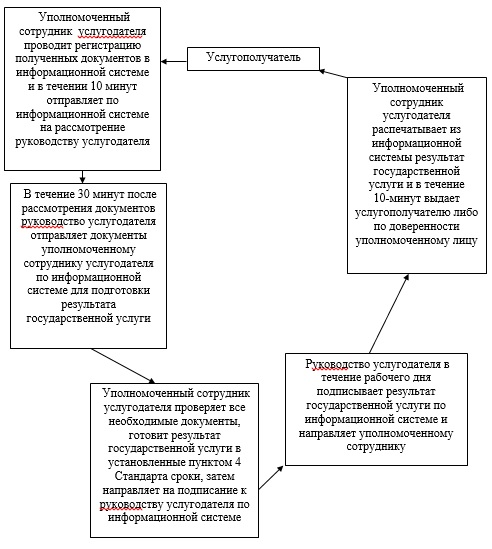 Услугополучатель
Уполномоченный
сотрудник услугодателя
проводит регистрацию
полученных документов в
информационной системе
и в течении 10 минут
отправляет по
информационной системе
на рассмотрение
руководству услугодателя
В течение 30 минут после
рассмотрения документов
руководство услугодателя
отправляет документы
уполномоченному
сотруднику услугодателя
по информационной
системе для подготовки
результата
государственной услуги
Уполномоченный сотрудник
услугодателя проверяет все
необходимые документы,
готовит результат
государственной услуги в
установленные пунктом 4
Стандарта сроки, затем
направляет на подписание к
руководству услугодателя по
информационной системе
Руководство услугодателя в
течение рабочего дня
подписывает результат
государственной услуги по
информационной системе и
направляет уполномоченному
сотруднику
Уполномоченный
сотрудник
услугодателя
распечатывает из
информационной
системы результат
государственной
услуги и в течение
10-минут выдает
услугополучателю либо
по доверенности
уполномоченному лицу